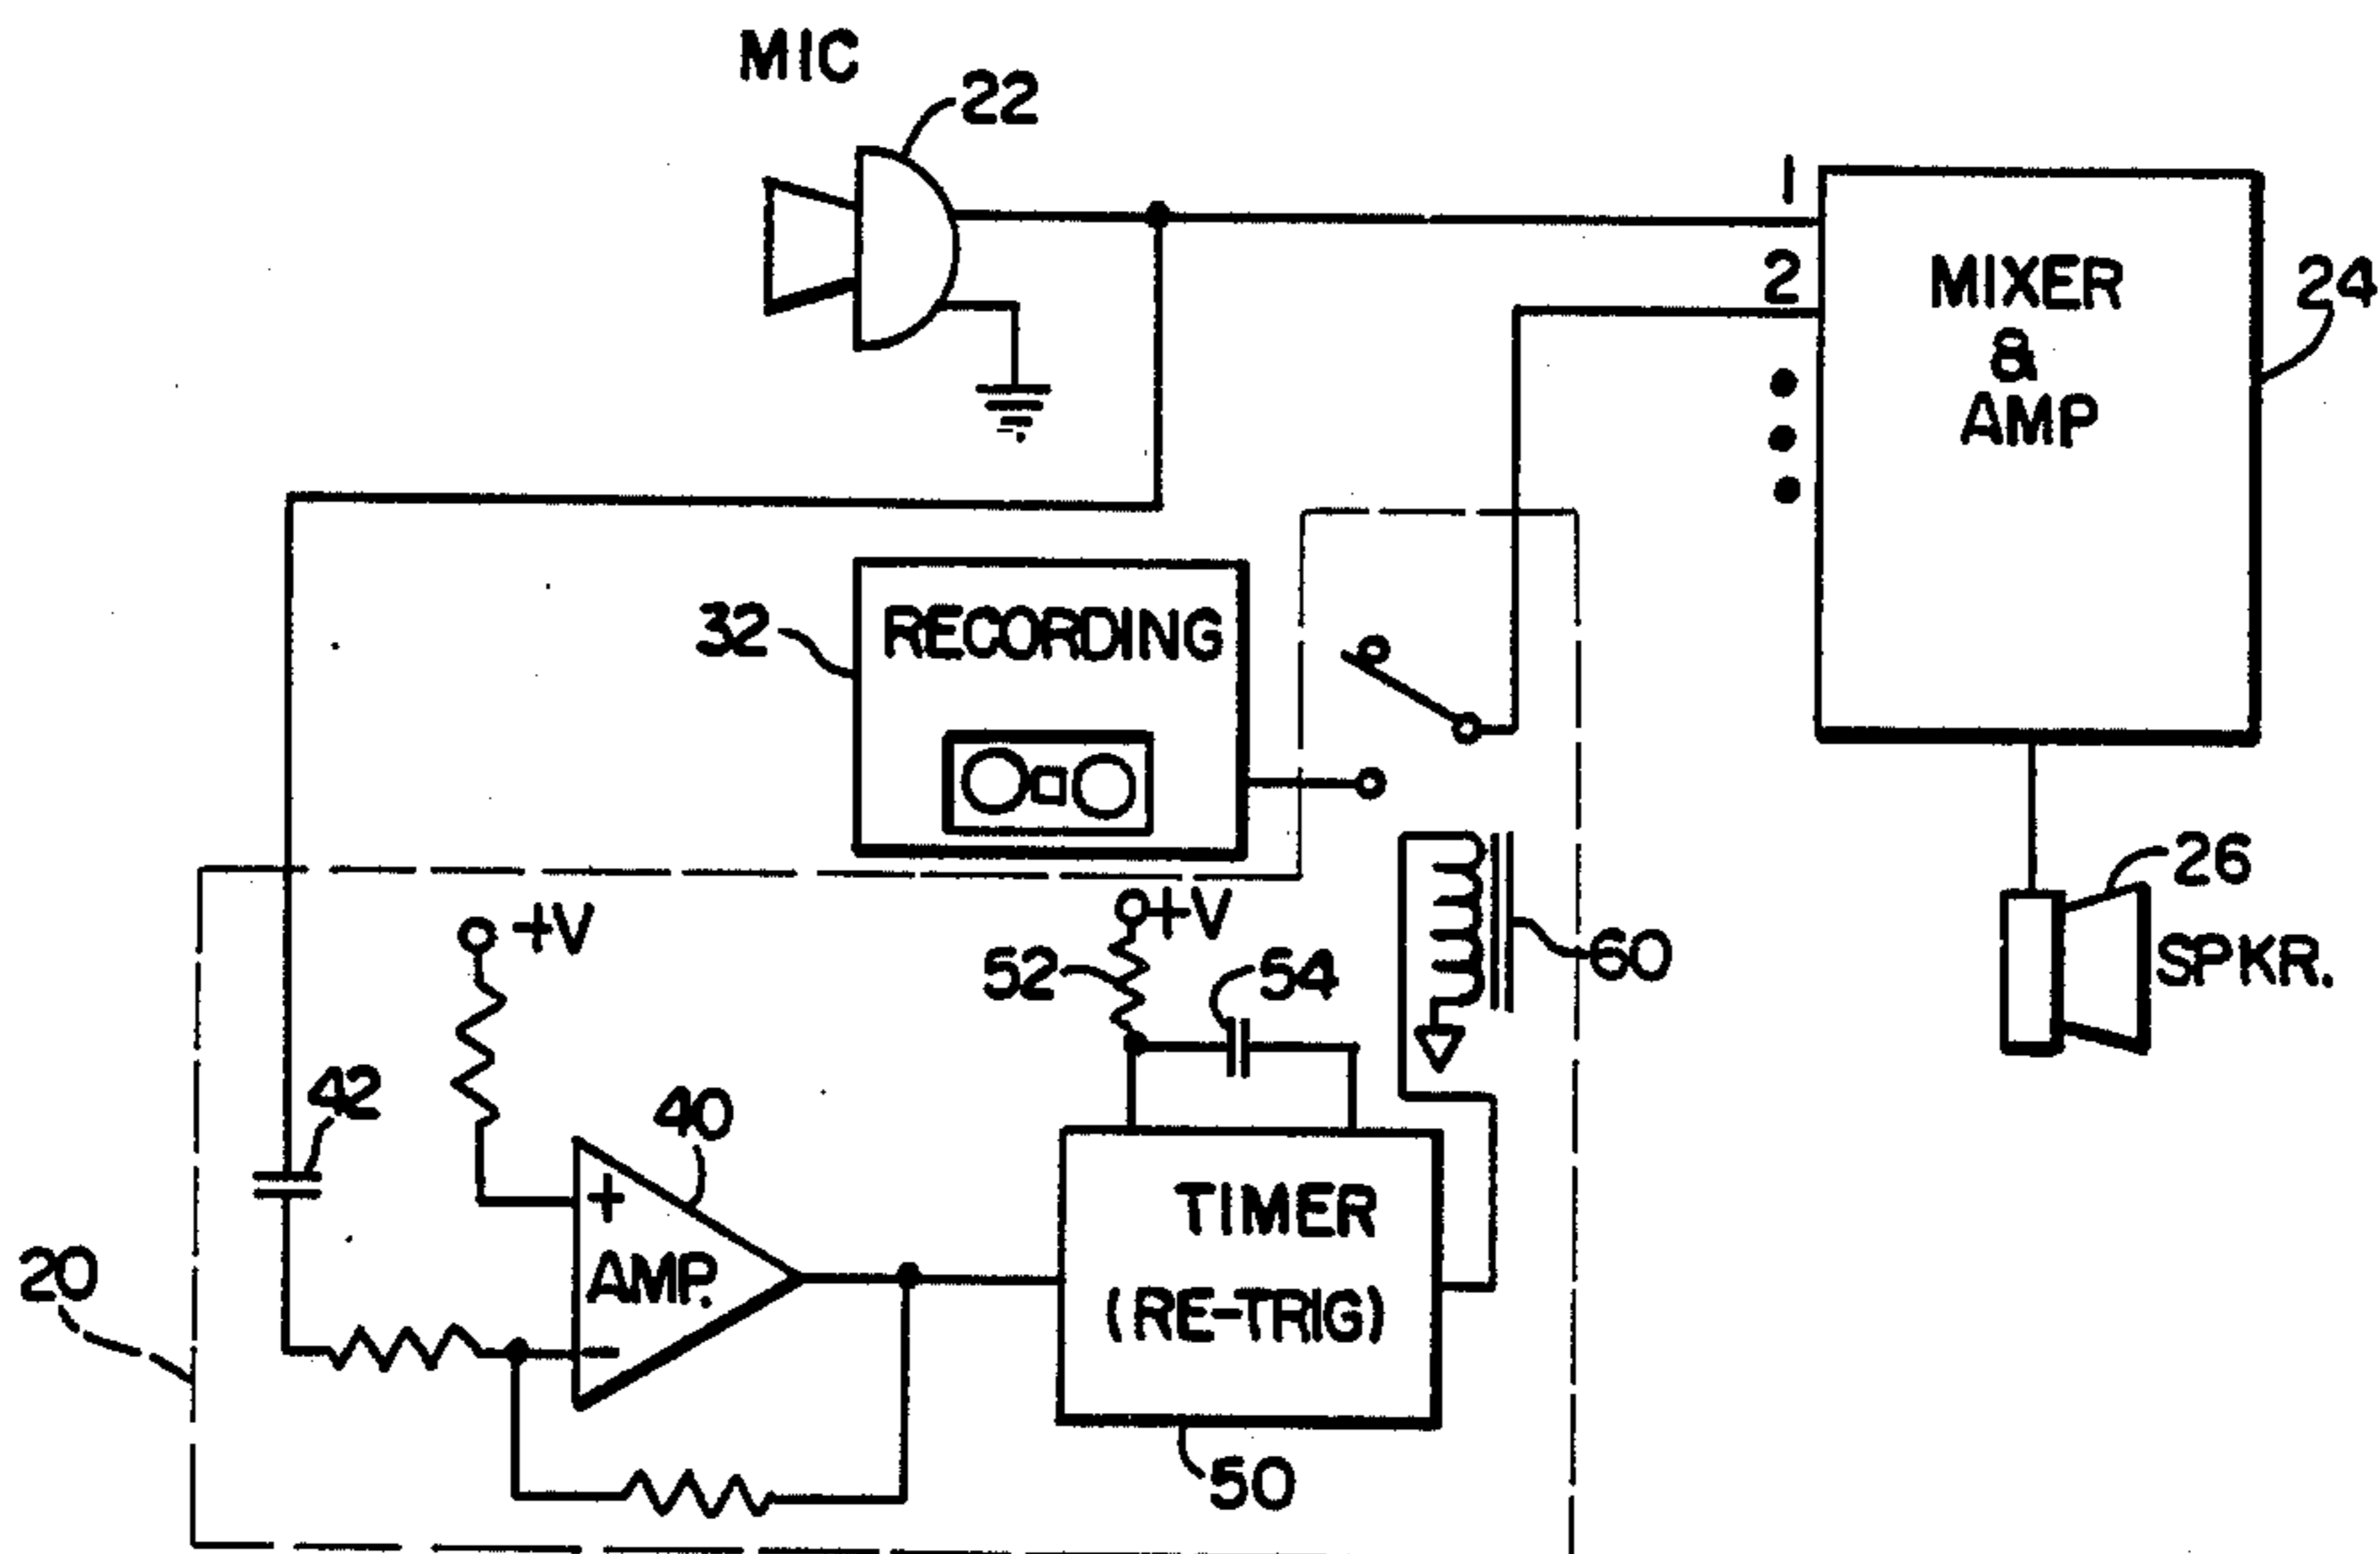 MIC
22
1
2
MIXER
&
AMP
24
32
RECORDING
26
SPKR.
+V
+V
52
54
60
42
40
+
AMP.
-
TIMER
(RE-TRIG)
20
50